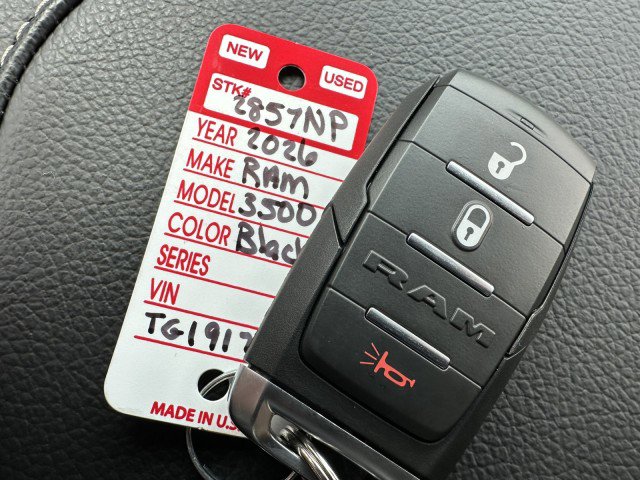 NEW USED
STK# 2857NP
YEAR 2026
MAKE RAM
MODEL 3500
COLOR Black
SERIES
VIN
TG1917
MADE IN U.S
RAM